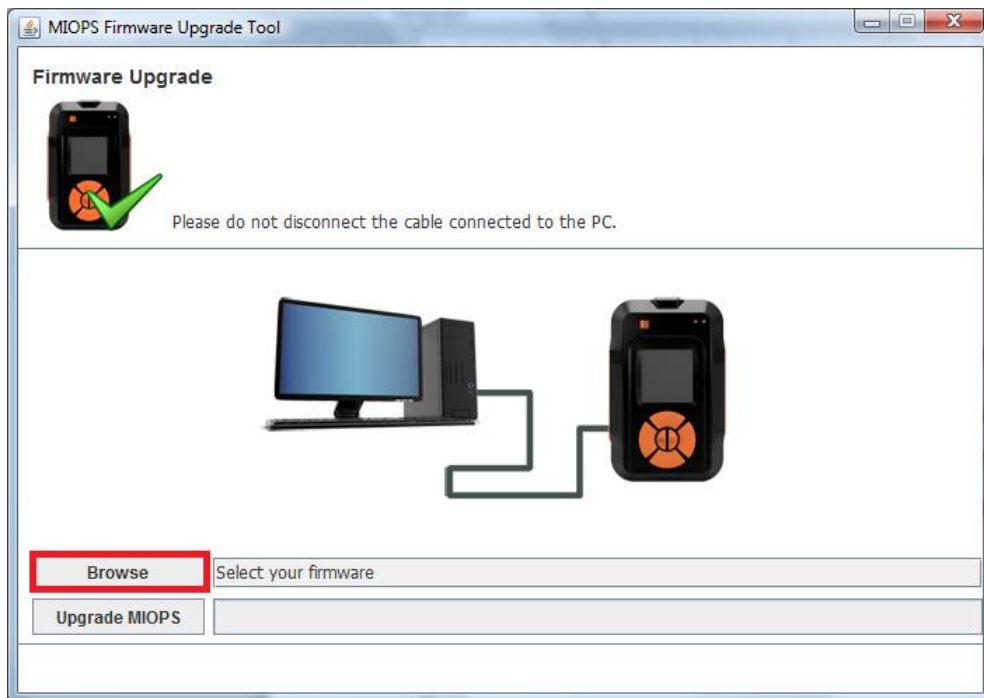 MIOPS Firmware Upgrade Tool
Firmware Upgrade
Please do not disconnect the cable connected to the PC.
Browse
Select your firmware
Upgrade MIOPS